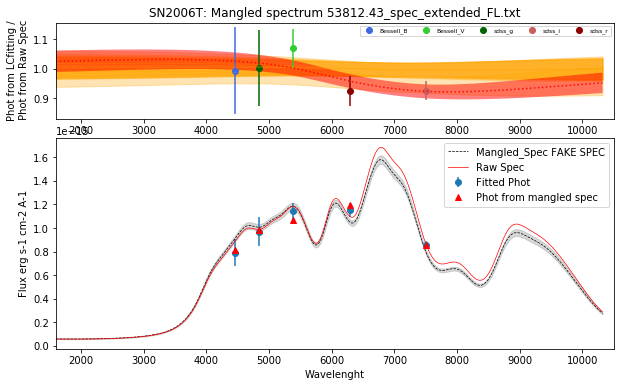 SN2006T: Mangled spectrum 53812.43_spec_extended_FL.txt
Phot from LCfitting /
Phot from Raw Spec
1.1
1.0
0.9
Bessell_B Bessell_V sdss_g sdss_i sdss_r
2000 3000 4000 5000 6000 7000 8000 9000 10000
Flux erg s-1 cm-2 A-1
1.6
1.4
1.2
1.0
0.8
0.6
0.4
0.2
0.0
Mangled_Spec FAKE SPEC
Raw Spec
Fitted Phot
Phot from mangled spec
2000 3000 4000 5000 6000 7000 8000 9000 10000
Wavelenght